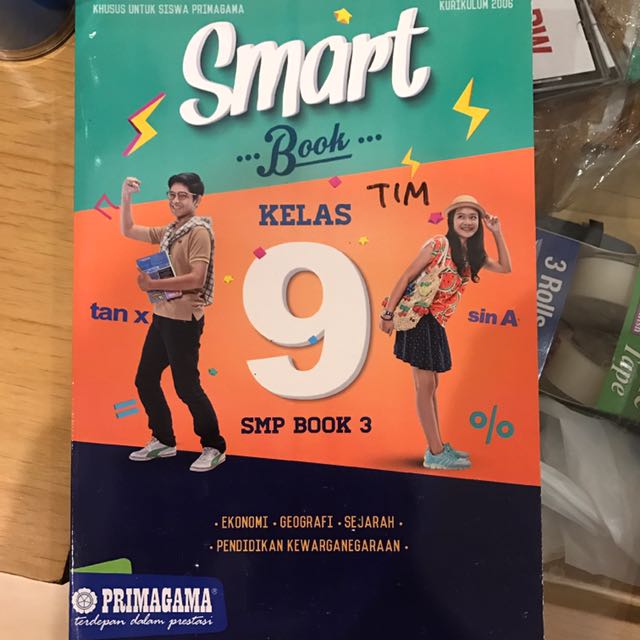 KHUSUS UNTUK SISWA PRIMAGAMA
KURIKULUM 2006
Smart
...Book...
TIM
KELAS
9
SMP BOOK 3
tan x
sin A
=
%
• EKONOMI • GEOGRAFI • SEJARAH •
• PENDIDIKAN KEWARGANEGARAAN •
PRIMAGAMA®
terdepan dalam prestasi
3 Rolls
Tape